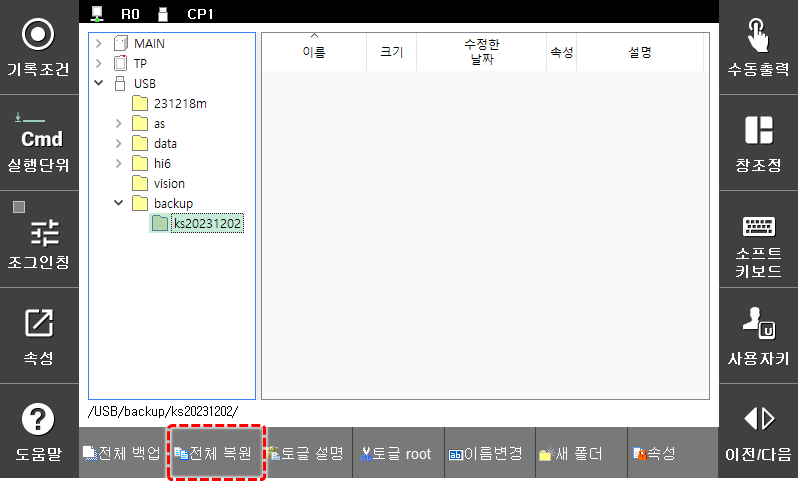 R0 CP1
기록조건
Cmd
실행단위
조그인칭
속성
도움말
MAIN
TP
USB
231218m
as
data
hi6
vision
backup
ks20231202
이름 크기 수정한 날짜 속성 설명
/USB/backup/ks20231202/
전체 백업 전체 복원 토글 설명 토글 root 이름변경 새 폴더 속성
수동출력
창조정
소프트
키보드
U
사용자키
이전/다음